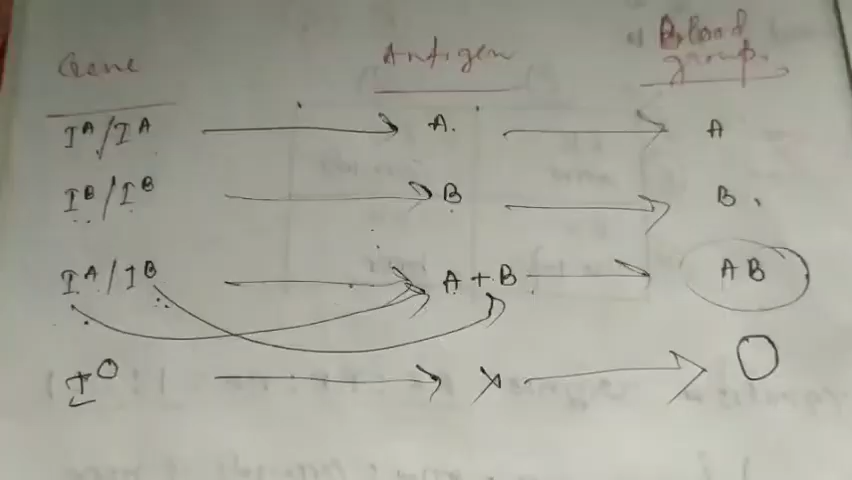 Gene Antigen Blood group.
I^A/I^A → A. → A
I^B/I^B → B → B.
I^A/I^B → A + B → AB
I^O → × → O